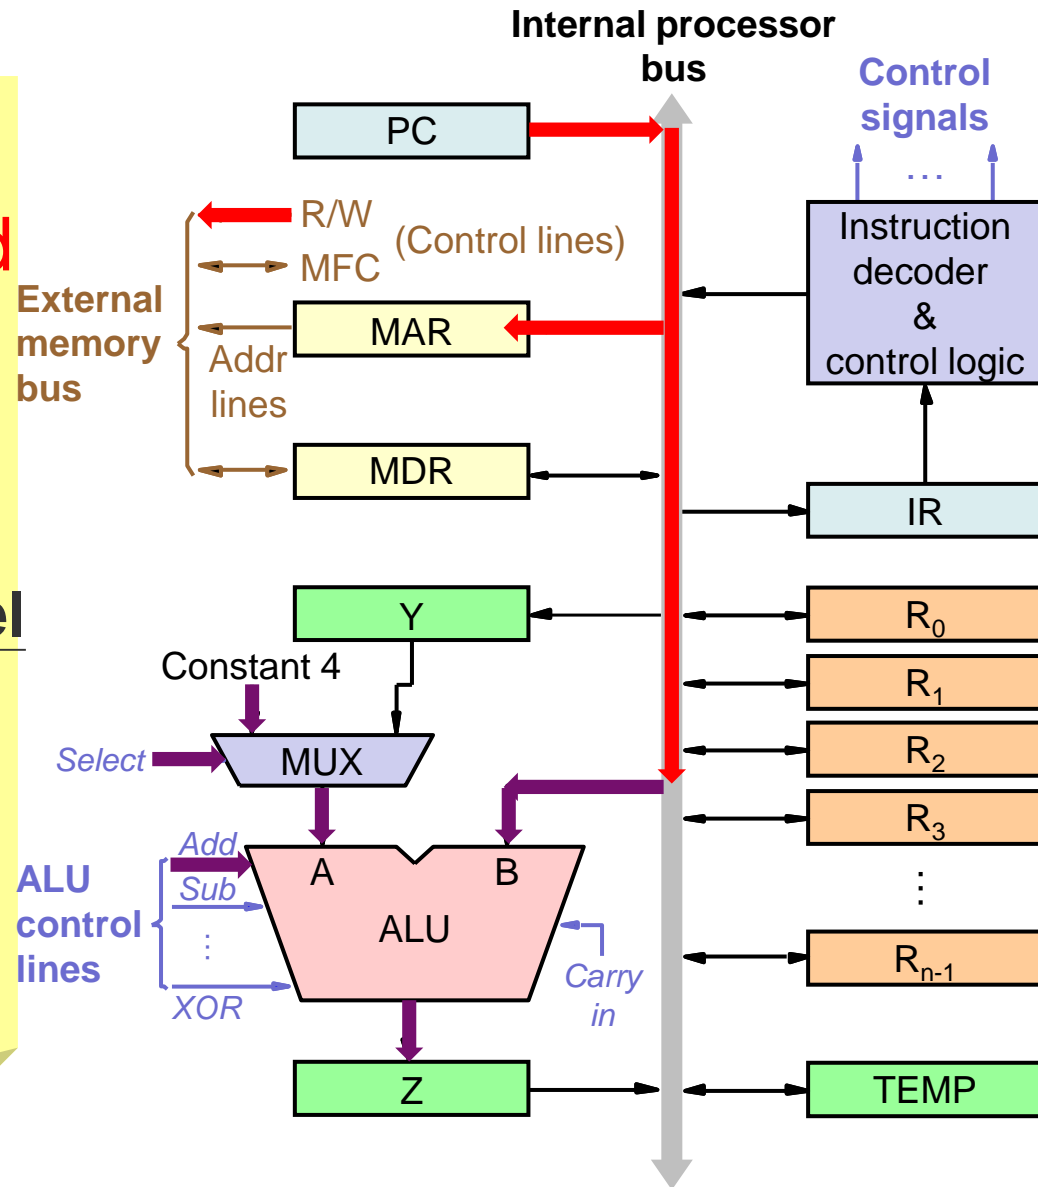 Internal processor
bus
Control
signals
...
PC
R/W
(Control lines)
MFC
External
memory
bus
MAR
Addr
lines
MDR
Instruction
decoder
&
control logic
IR
Y
Constant 4
Select
MUX
R0
R1
R2
R3
⋮
Rn-1
ALU
control
lines
Add
Sub
⋮
XOR
A
B
ALU
Carry
in
Z
TEMP
d
el